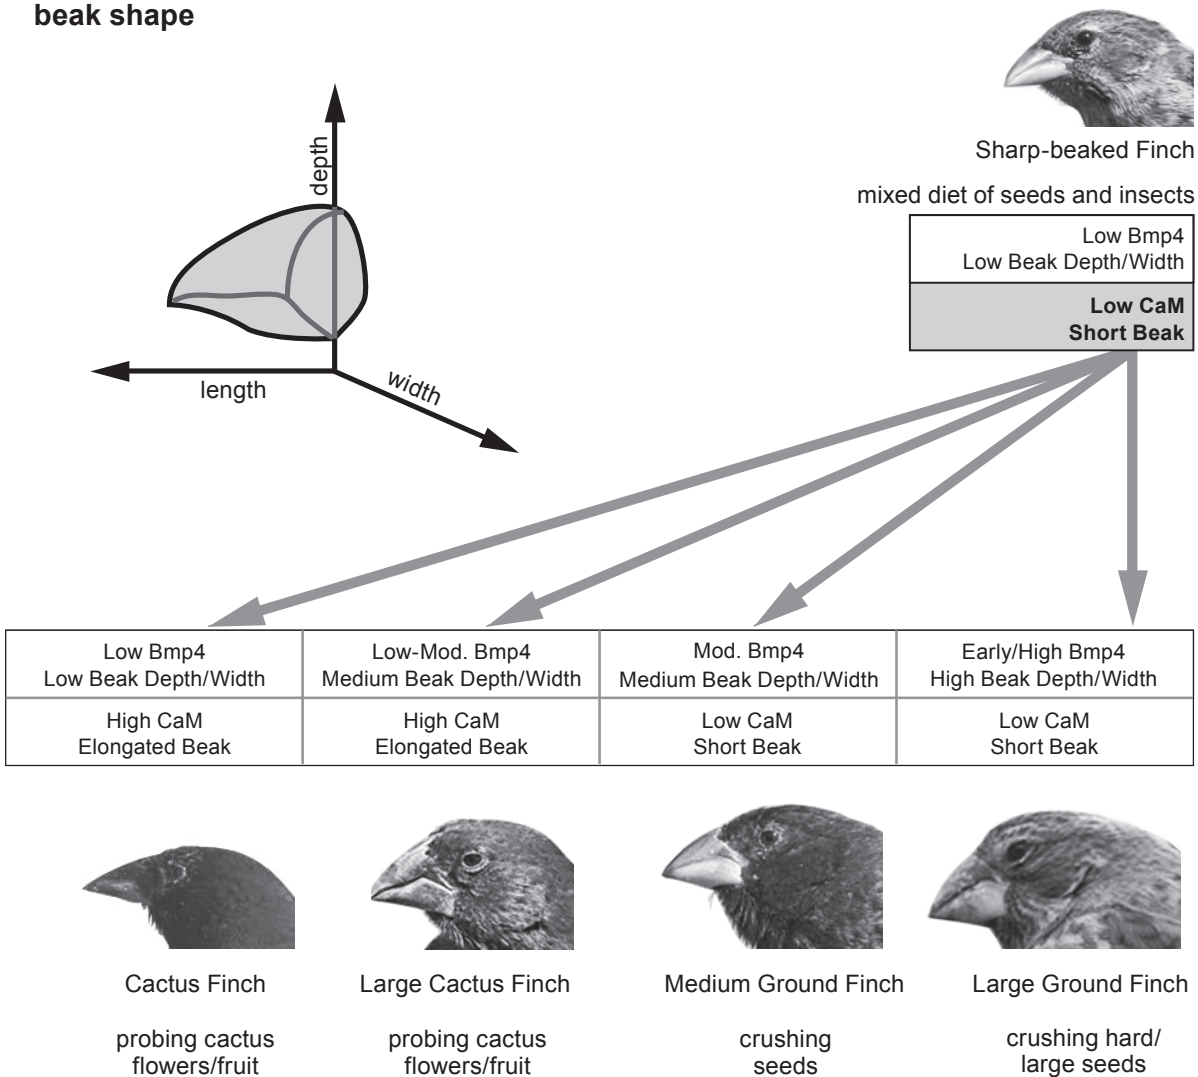 beak shape
depth
length
width
Sharp-beaked Finch
mixed diet of seeds and insects
Low Bmp4
Low Beak Depth/Width
Low CaM
Short Beak
Low Bmp4
Low Beak Depth/Width
High CaM
Elongated Beak
Low-Mod. Bmp4
Medium Beak Depth/Width
High CaM
Elongated Beak
Mod. Bmp4
Medium Beak Depth/Width
Low CaM
Short Beak
Early/High Bmp4
High Beak Depth/Width
Low CaM
Short Beak
Cactus Finch
probing cactus
flowers/fruit
Large Cactus Finch
probing cactus
flowers/fruit
Medium Ground Finch
crushing
seeds
Large Ground Finch
crushing hard/
large seeds